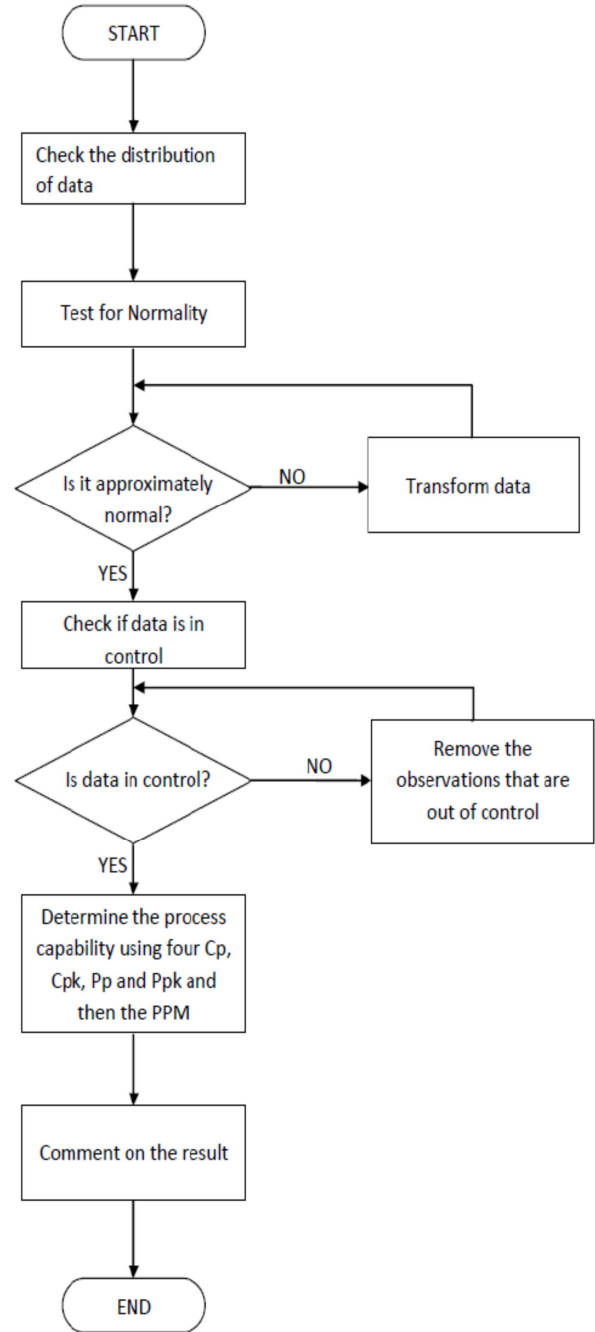 START
Check the distribution
of data
Test for Normality
Is it approximately
normal?
NO
Transform data
YES
Check if data is in
control
Is data in control?
NO
Remove the
observations that are
out of control
YES
Determine the process
capability using four Cp,
Cpk, Pp and Ppk and
then the PPM
Comment on the result
END